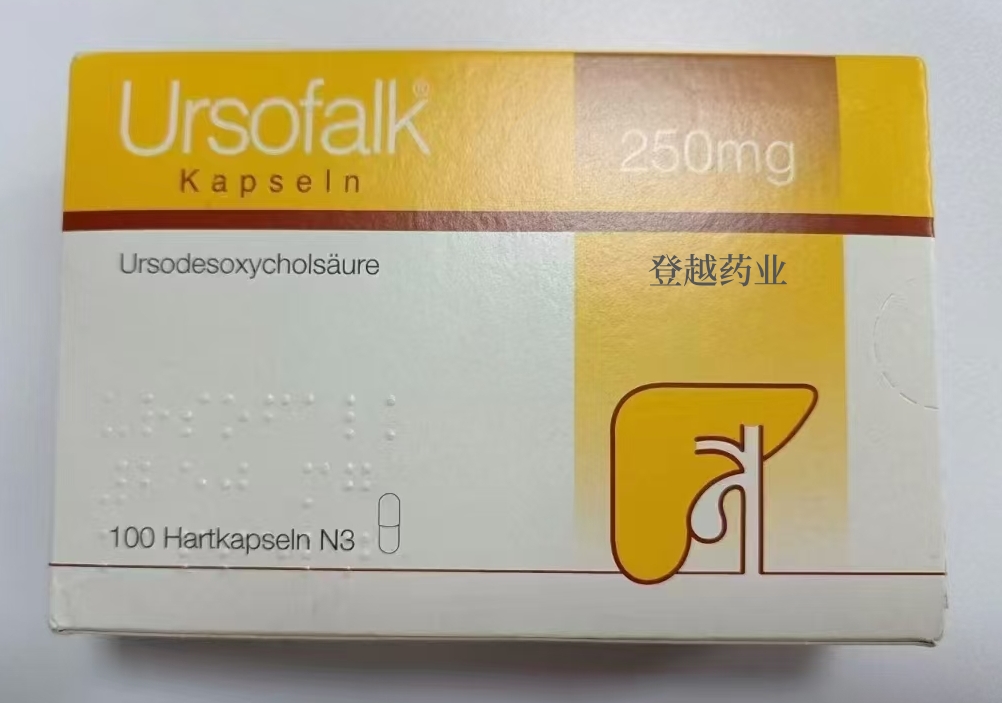 Ursofalk®
Kapseln
250mg
Ursodesoxycholsäure
登越药业
100 Hartkapseln N3